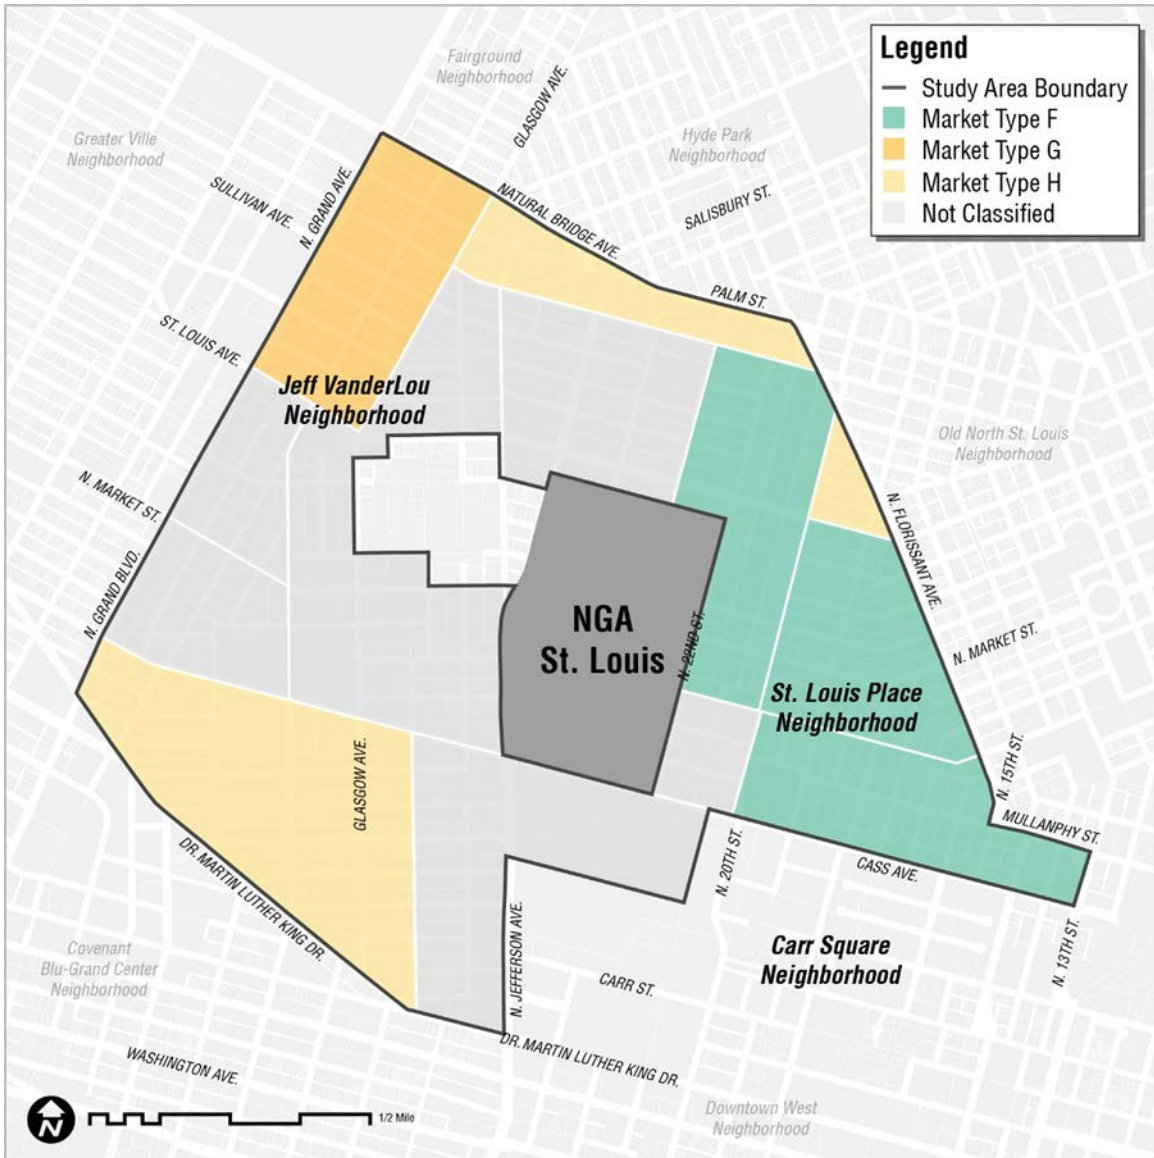 Legend
Study Area Boundary
Market Type F
Market Type G
Market Type H
Not Classified
Fairground
Neighborhood
GLASGOW AVE.
Greater Ville
Neighborhood
Hyde Park
Neighborhood
SULLIVAN AVE.
N. GRAND AVE.
NATURAL BRIDGE AVE.
SALISBURY ST.
PALM ST.
ST. LOUIS AVE.
Jeff VanderLou
Neighborhood
Old North St. Louis
Neighborhood
N. MARKET ST.
N. FLORISSANT AVE.
N. GRAND BLVD.
NGA
St. Louis
N. 22ND ST.
N. MARKET ST.
St. Louis Place
Neighborhood
GLASGOW AVE.
N. 15TH ST.
MULLANPHY ST.
N. 20TH ST.
CASS AVE.
DR. MARTIN LUTHER KING DR.
N. JEFFERSON AVE.
Covenant
Blu-Grand Center
Neighborhood
Carr Square
Neighborhood
N. 13TH ST.
CARR ST.
DR. MARTIN LUTHER KING DR.
WASHINGTON AVE.
Downtown West
Neighborhood
N
1/2 Mile